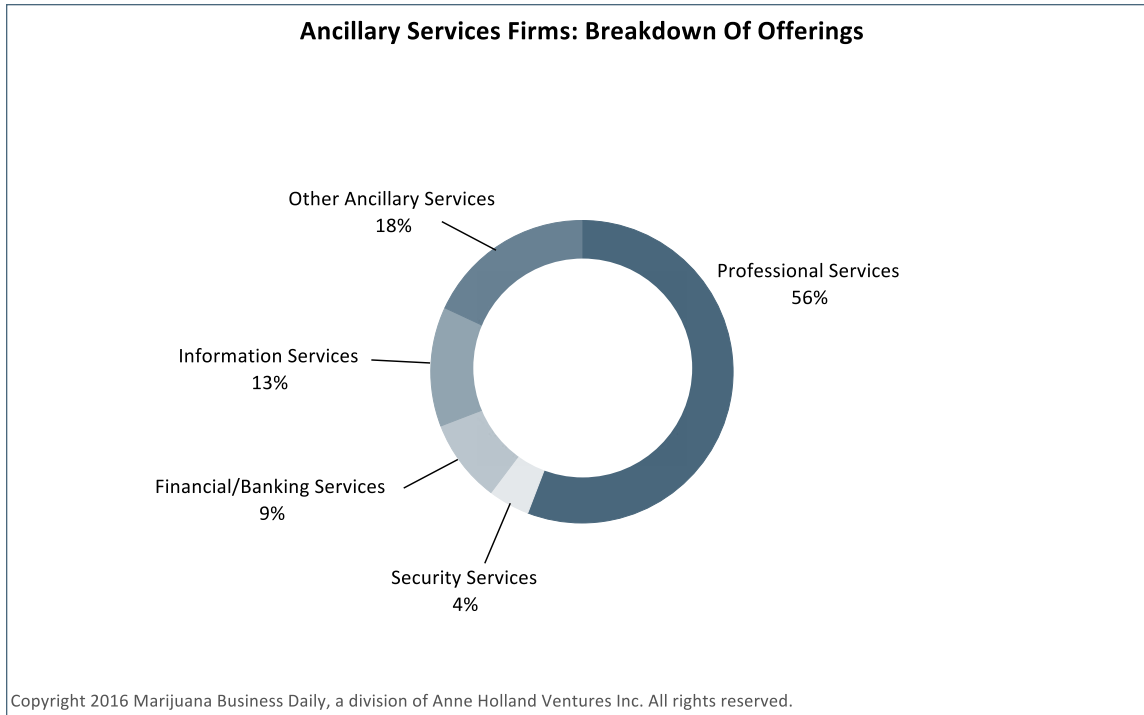 Ancillary Services Firms: Breakdown Of Offerings
Other Ancillary Services
18%
Professional Services
56%
Information Services
13%
Financial/Banking Services
9%
Security Services
4%
Copyright 2016 Marijuana Business Daily, a division of Anne Holland Ventures Inc. All rights reserved.